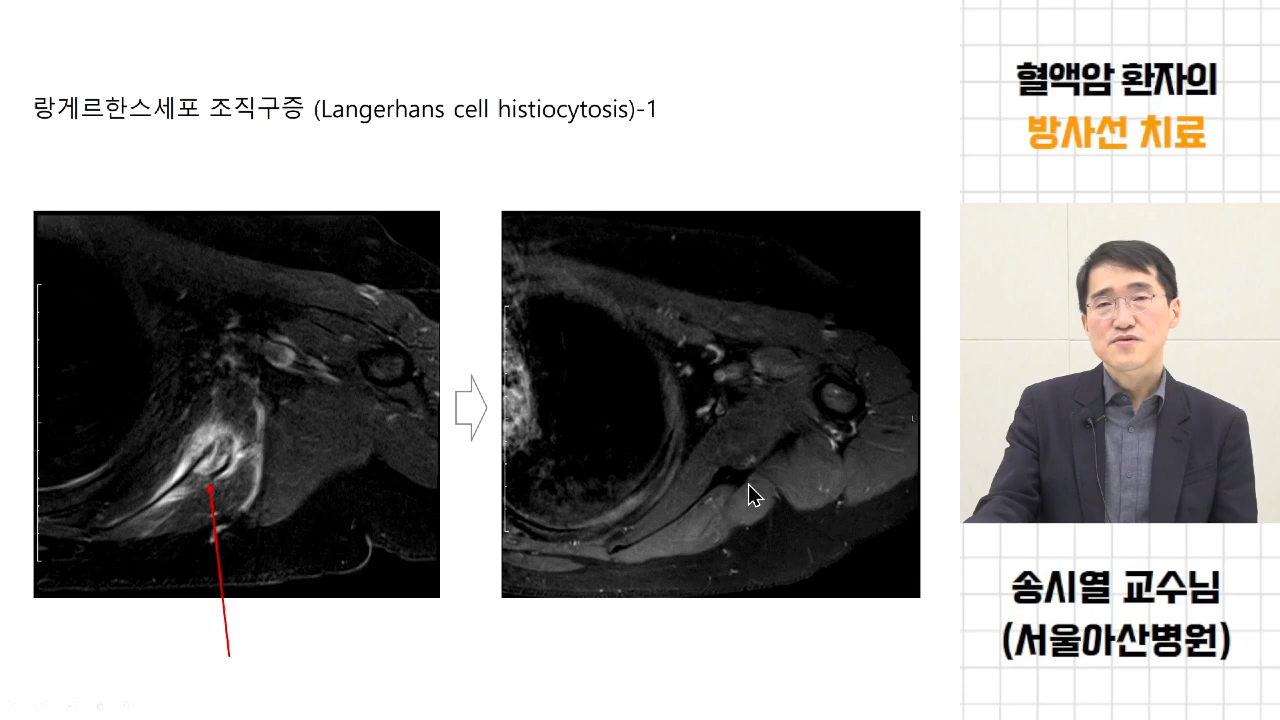 랑게르한스세포 조직구증 (Langerhans cell histiocytosis)-1
혈액암 환자의
방사선 치료
송시열 교수님
(서울아산병원)